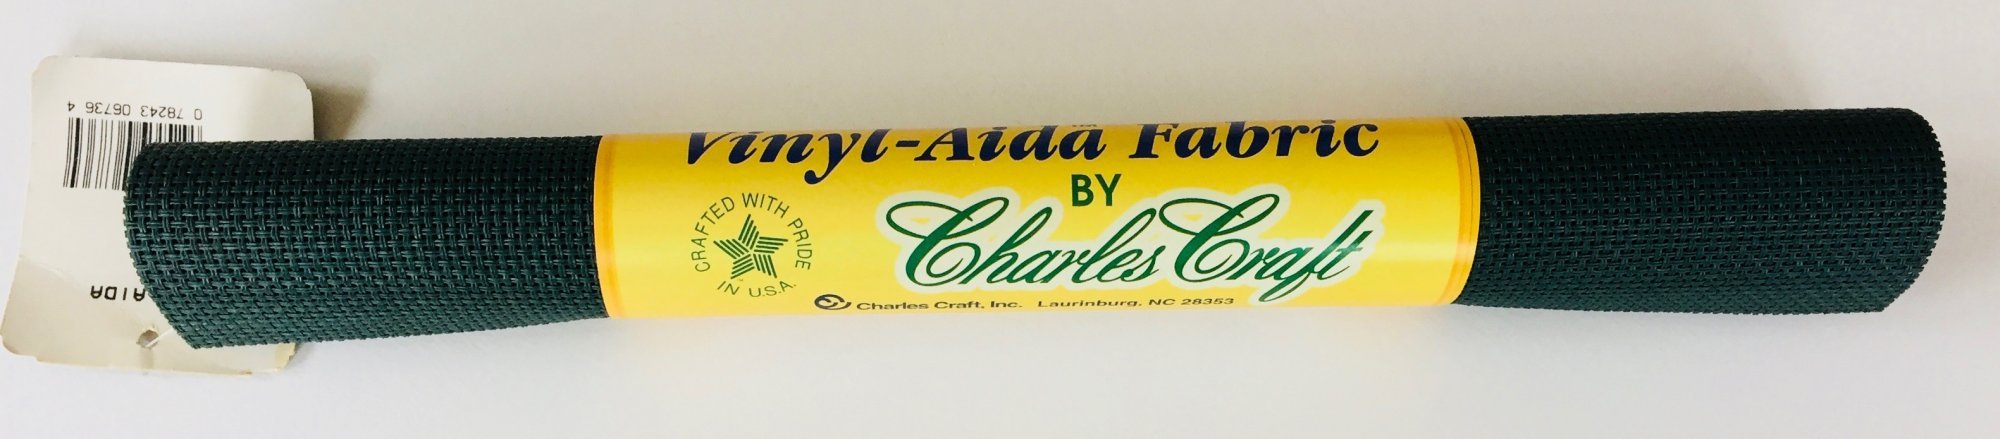 Vinyl-Aida™ Fabric
BY
Charles Craft
CRAFTED WITH PRIDE
IN U.S.A.
Charles Craft, Inc. Laurinburg, NC 28353
0 78243 06736 4
AIDA